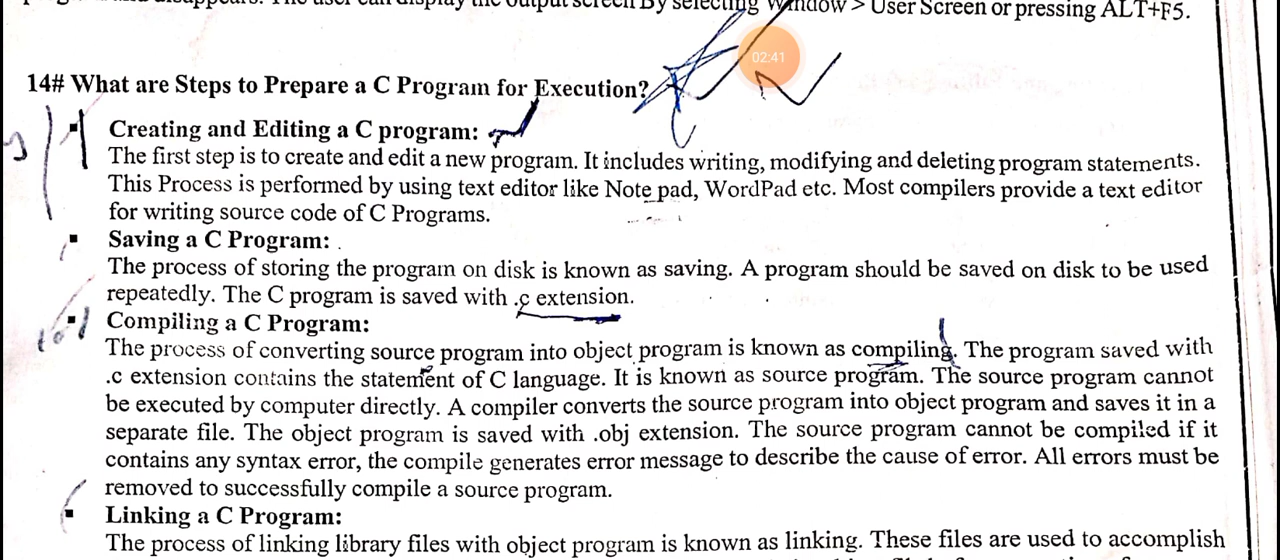 program and disappears. The user can display the output screen By selecting Window > User Screen or pressing ALT+F5.
02:41
14# What are Steps to Prepare a C Program for Execution?
Creating and Editing a C program:
The first step is to create and edit a new program. It includes writing, modifying and deleting program statements.
This Process is performed by using text editor like Note pad, WordPad etc. Most compilers provide a text editor
for writing source code of C Programs.
Saving a C Program:
The process of storing the program on disk is known as saving. A program should be saved on disk to be used
repeatedly. The C program is saved with .c extension.
Compiling a C Program:
The process of converting source program into object program is known as compiling. The program saved with
.c extension contains the statement of C language. It is known as source program. The source program cannot
be executed by computer directly. A compiler converts the source program into object program and saves it in a
separate file. The object program is saved with .obj extension. The source program cannot be compiled if it
contains any syntax error, the compile generates error message to describe the cause of error. All errors must be
removed to successfully compile a source program.
Linking a C Program:
The process of linking library files with object program is known as linking. These files are used to accomplish